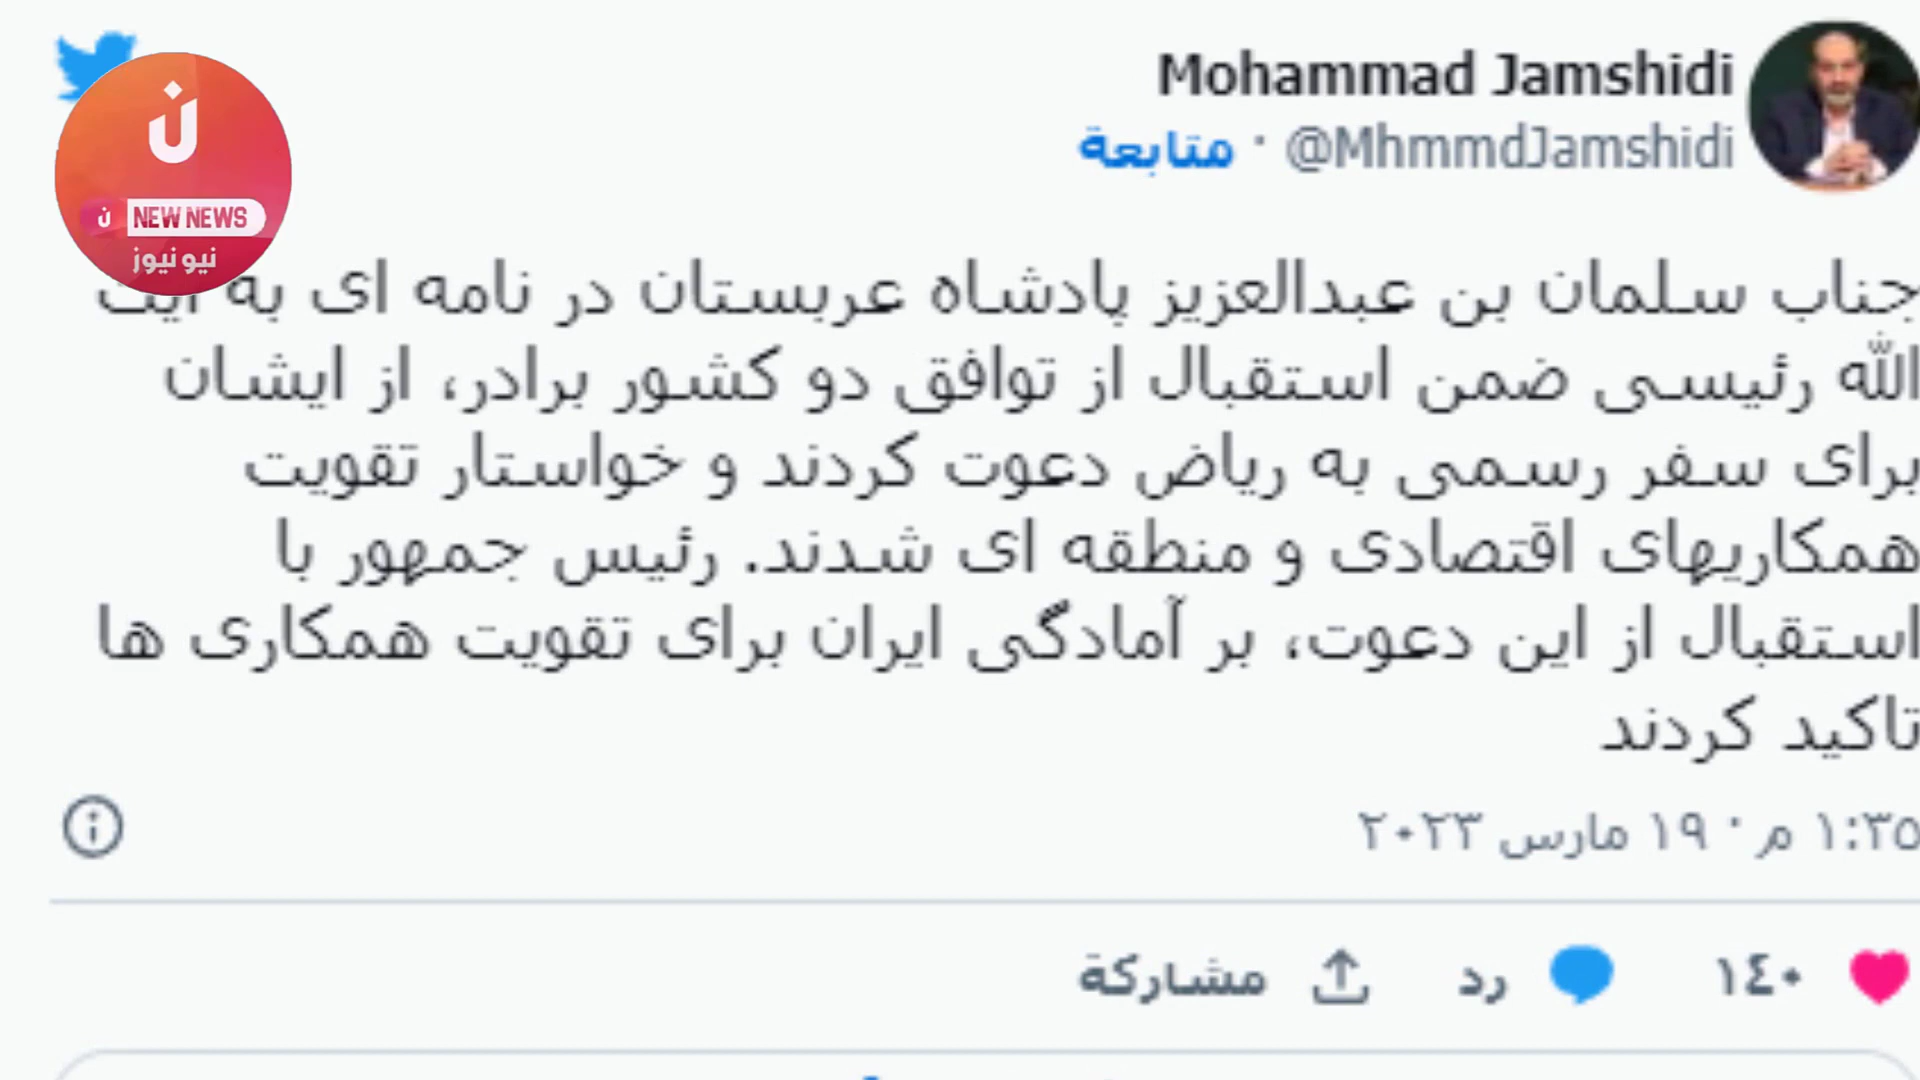 Mohammad Jamshidi
@MhmmdJamshidi · متابعة
ن
ن NEW NEWS
نيو نيوز
جناب سلمان بن عبدالعزیز پادشاه عربستان در نامه ای به آیت
الله رئیسی ضمن استقبال از توافق دو کشور برادر، از ایشان
برای سفر رسمی به ریاض دعوت کردند و خواستار تقویت
همکاریهای اقتصادی و منطقه ای شدند. رئیس جمهور با
استقبال از این دعوت، بر آمادگی ایران برای تقویت همکاری ها
تاکید کردند
١:٣٥ م · ١٩ مارس ٢٠٢٣
١٤٠ رد مشاركة